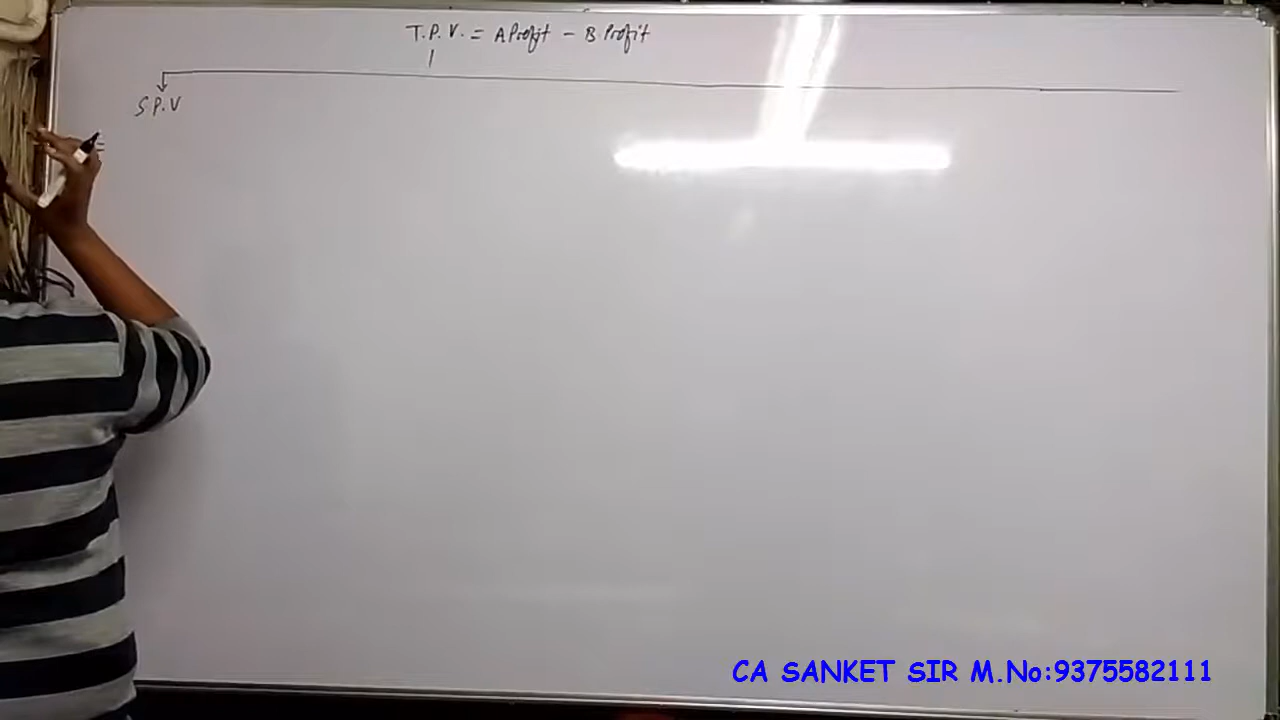 T.P.V. = A Profit - B Profit
S P.V
=
CA SANKET SIR M.No:9375582111